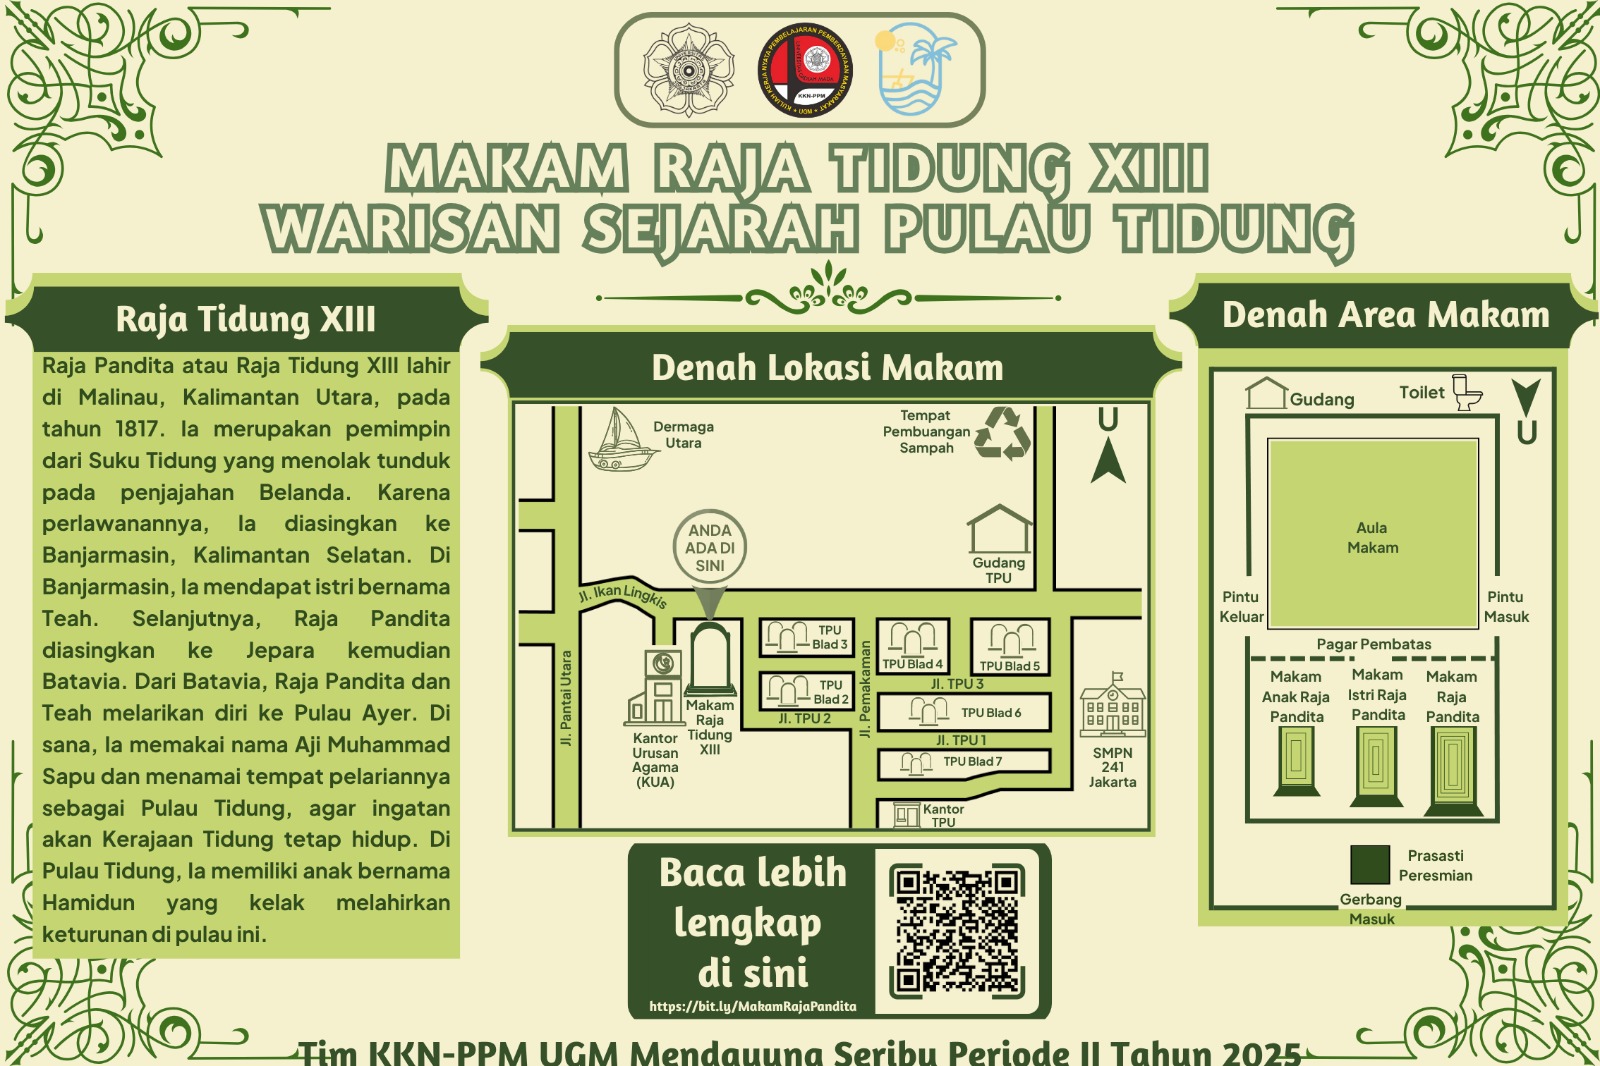 KULIAH KERJA NYATA PEMBELAJARAN PEMBERDAYAAN MASYARAKAT
UGM
KKN-PPM
MAKAM RAJA TIDUNG XIII
WARISAN SEJARAH PULAU TIDUNG
Raja Tidung XIII
Raja Pandita atau Raja Tidung XIII lahir
di Malinau, Kalimantan Utara, pada
tahun 1817. Ia merupakan pemimpin
dari Suku Tidung yang menolak tunduk
pada penjajahan Belanda. Karena
perlawanannya, Ia diasingkan ke
Banjarmasin, Kalimantan Selatan. Di
Banjarmasin, Ia mendapat istri bernama
Teah. Selanjutnya, Raja Pandita
diasingkan ke Jepara kemudian
Batavia. Dari Batavia, Raja Pandita dan
Teah melarikan diri ke Pulau Ayer. Di
sana, Ia memakai nama Aji Muhammad
Sapu dan menamai tempat pelariannya
sebagai Pulau Tidung, agar ingatan
akan Kerajaan Tidung tetap hidup. Di
Pulau Tidung, Ia memiliki anak bernama
Hamidun yang kelak melahirkan
keturunan di pulau ini.
Denah Lokasi Makam
Dermaga
Utara
Tempat
Pembuangan
Sampah
U
ANDA
ADA DI
SINI
Gudang
TPU
Jl. Ikan Lingkis
Jl. Pantai Utara
Kantor
Urusan
Agama
(KUA)
Makam
Raja
Tidung
XIII
TPU
Blad 3
TPU
Blad 2
Jl. TPU 2
Jl. Pemakaman
TPU Blad 4
TPU Blad 5
Jl. TPU 3
TPU Blad 6
Jl. TPU 1
TPU Blad 7
Kantor
TPU
SMPN
241
Jakarta
Denah Area Makam
Gudang
Toilet
U
Aula
Makam
Pintu
Keluar
Pintu
Masuk
Pagar Pembatas
Makam
Anak Raja
Pandita
Makam
Istri Raja
Pandita
Makam
Raja
Pandita
Prasasti
Peresmian
Gerbang
Masuk
Baca lebih
lengkap
di sini
https://bit.ly/MakamRajaPandita
Tim KKN-PPM UGM Mendayung Seribu Periode II Tahun 2025